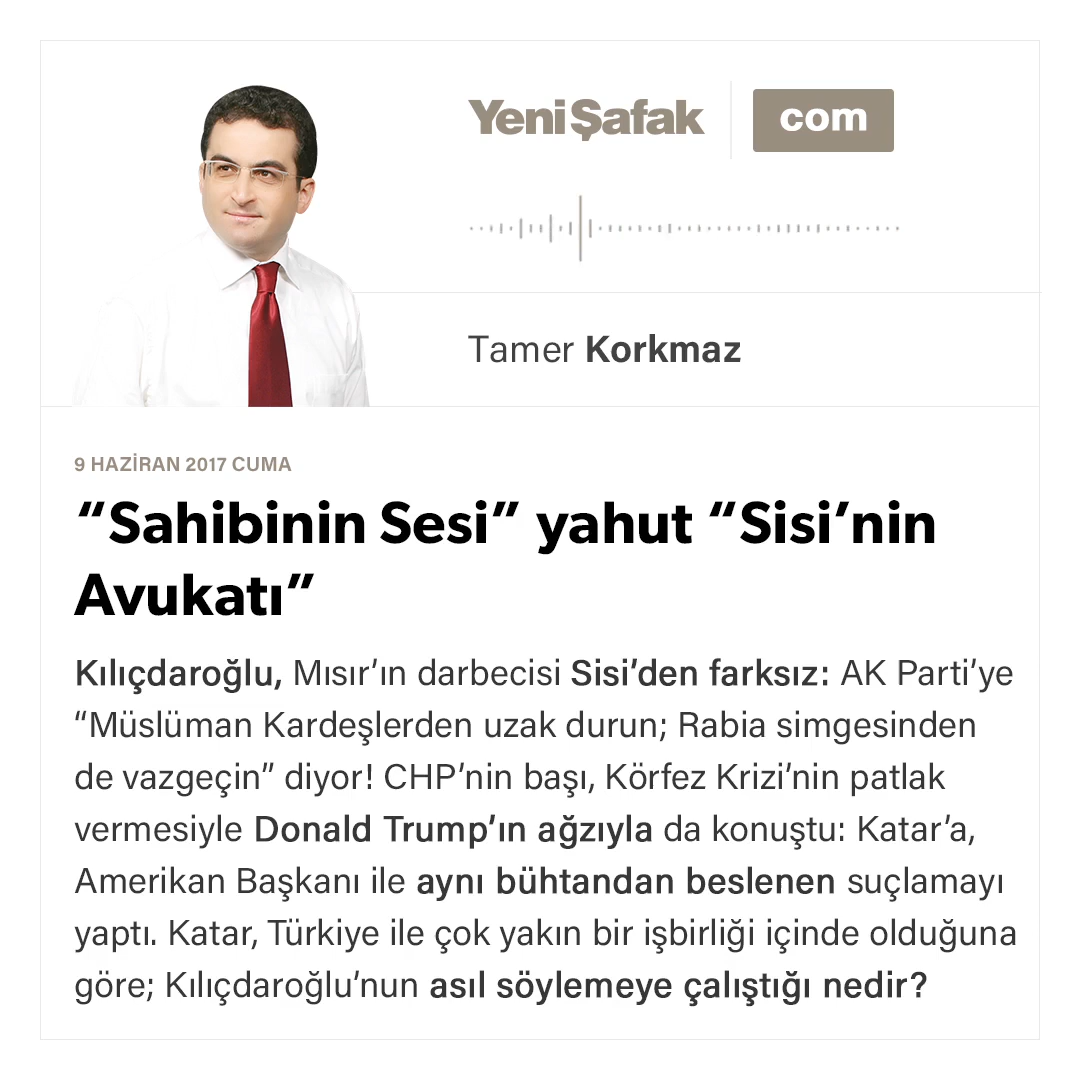 YeniŞafak com
Tamer Korkmaz
9 HAZİRAN 2017 CUMA
“Sahibinin Sesi” yahut “Sisi’nin
Avukatı”
Kılıçdaroğlu, Mısır’ın darbecisi Sisi’den farksız: AK Parti’ye
“Müslüman Kardeşlerden uzak durun; Rabia simgesinden
de vazgeçin” diyor! CHP’nin başı, Körfez Krizi’nin patlak
vermesiyle Donald Trump’ın ağzıyla da konuştu: Katar’a,
Amerikan Başkanı ile aynı bühtandan beslenen suçlamayı
yaptı. Katar, Türkiye ile çok yakın bir işbirliği içinde olduğuna
göre; Kılıçdaroğlu’nun asıl söylemeye çalıştığı nedir?